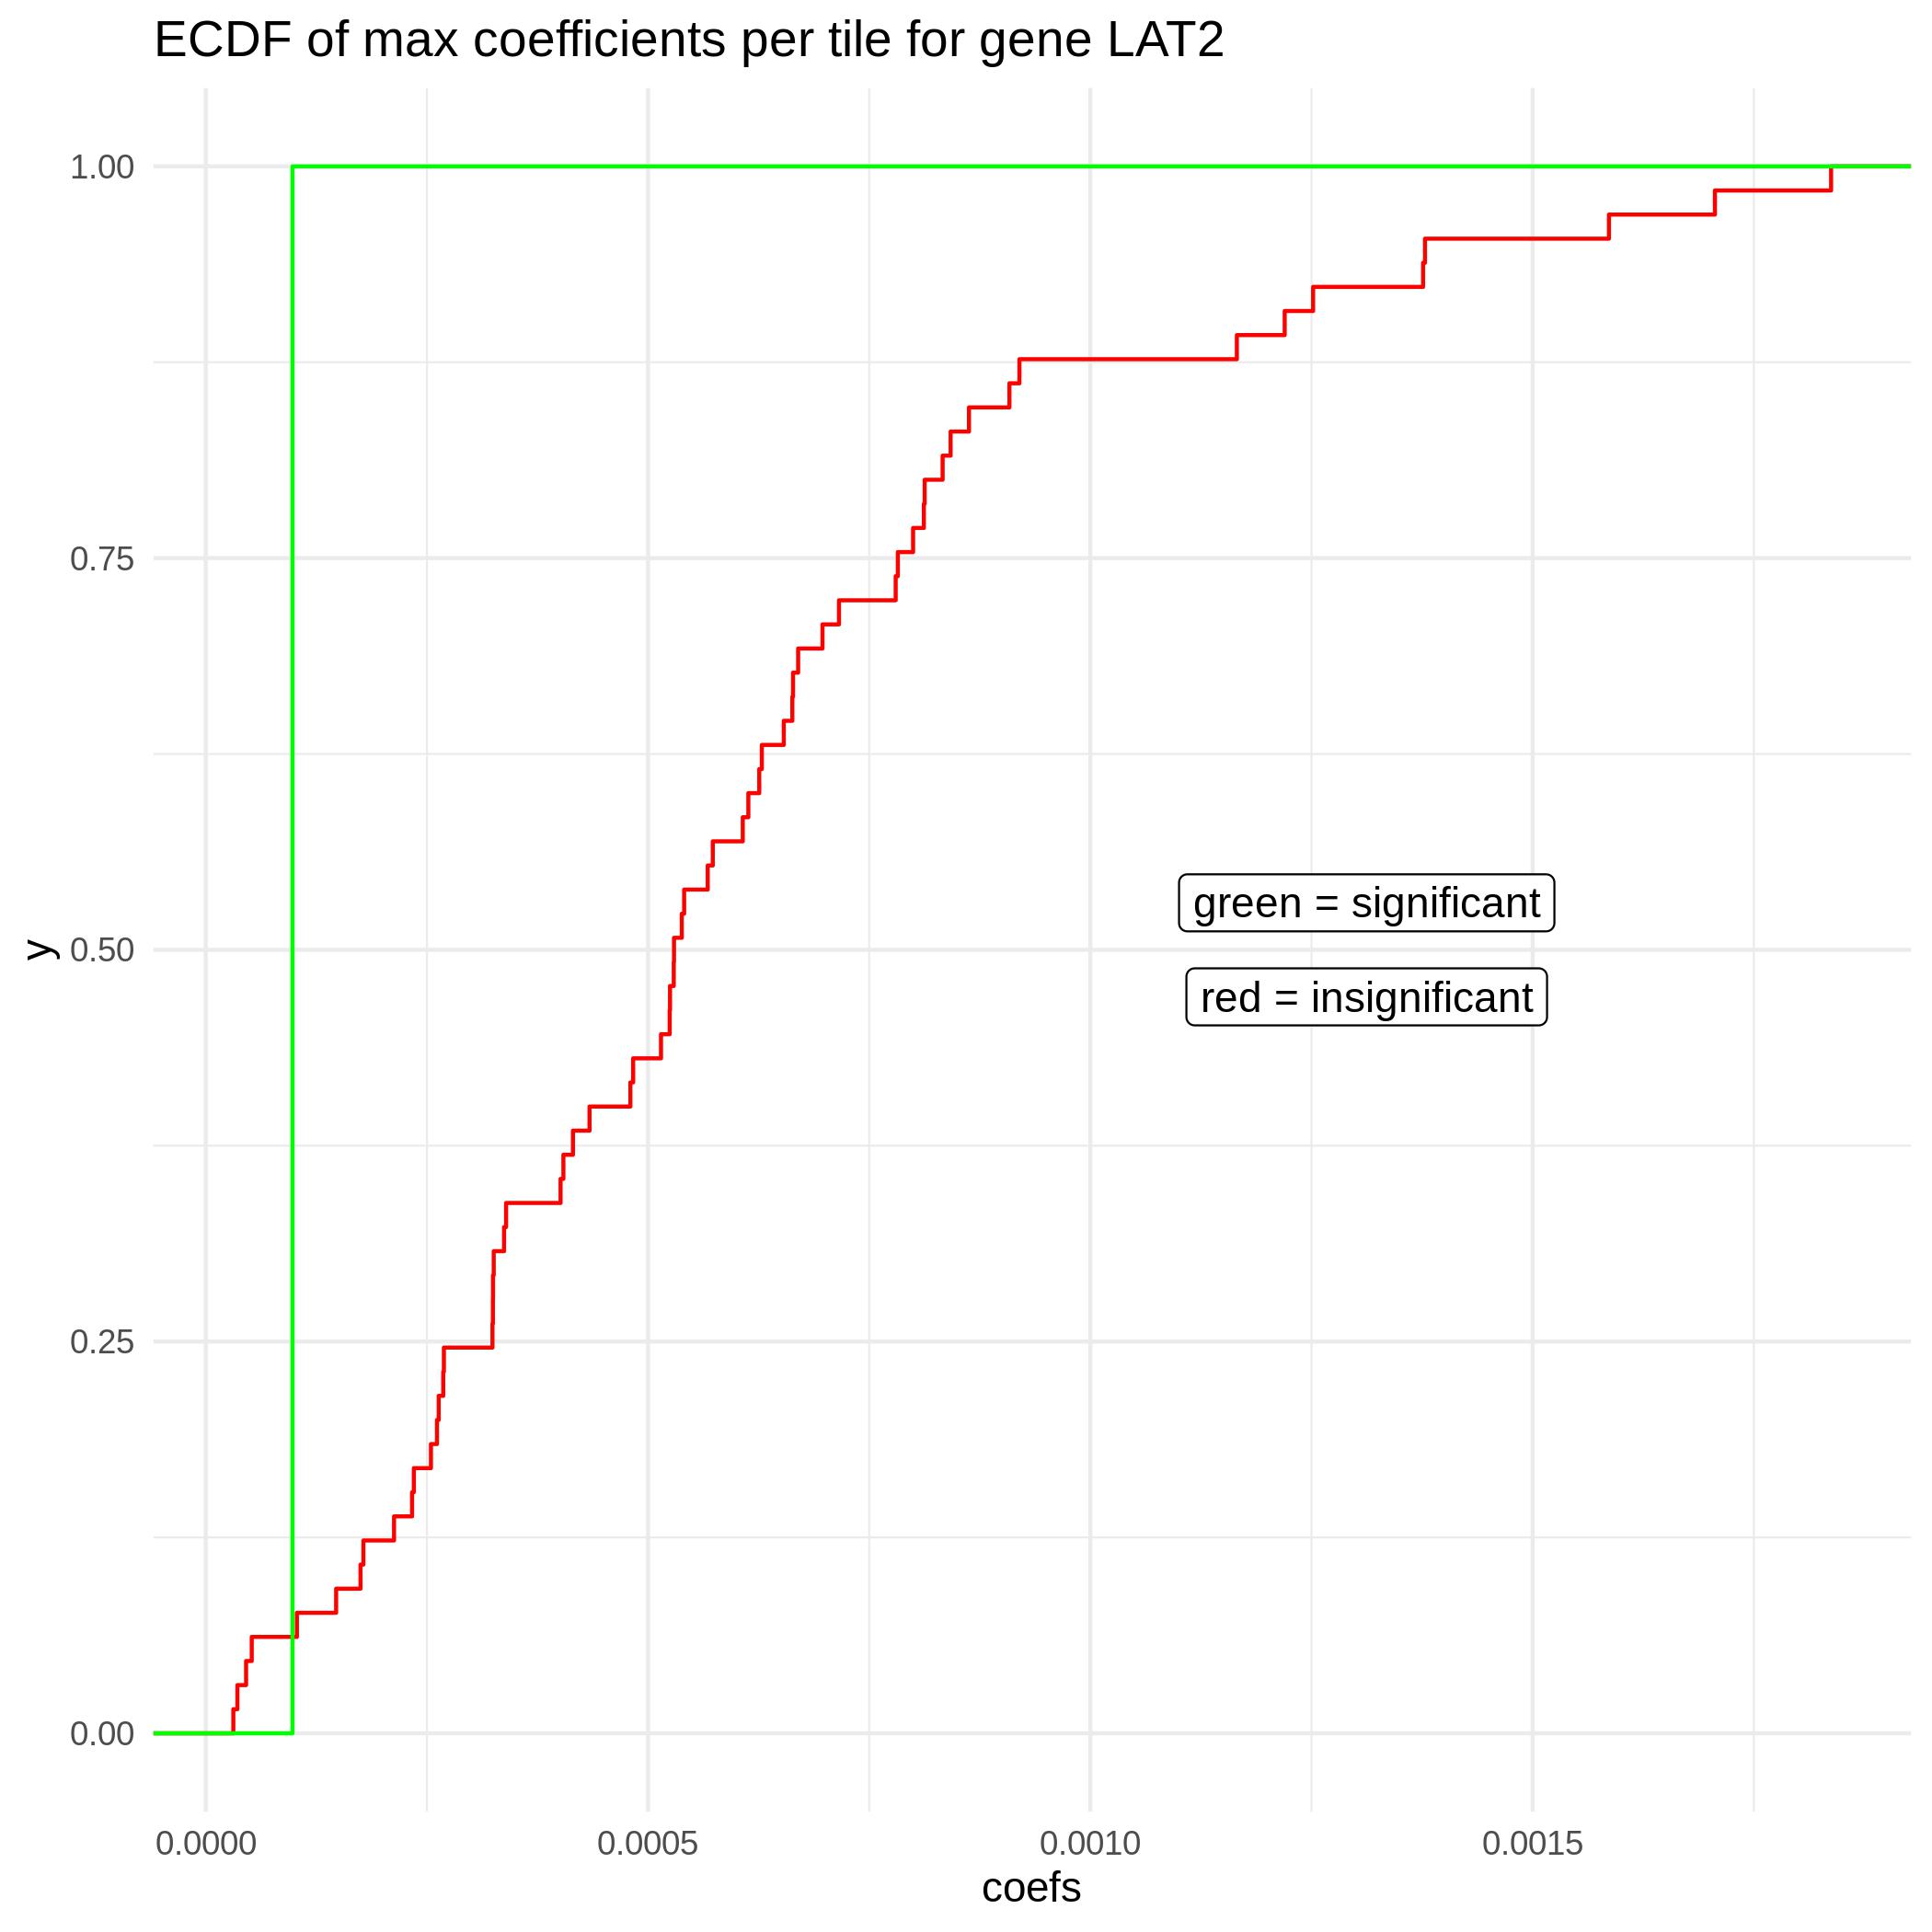 ECDF of max coefficients per tile for gene LAT2
1.00
0.75
0.50
0.25
0.00
y
green = significant
red = insignificant
0.0000
0.0005
0.0010
0.0015
coefs